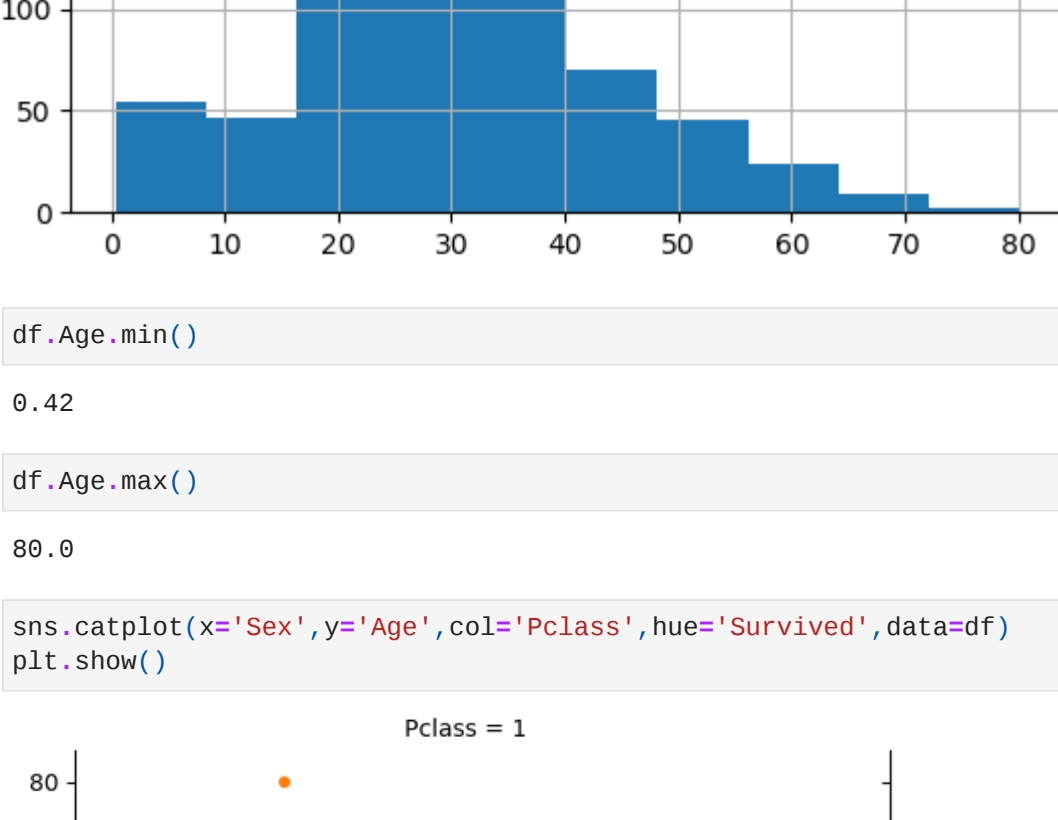 100
50
0
0 10 20 30 40 50 60 70 80
df.Age.min()
0.42
df.Age.max()
80.0
sns.catplot(x='Sex',y='Age',col='Pclass',hue='Survived',data=df)
plt.show()
Pclass = 1
80